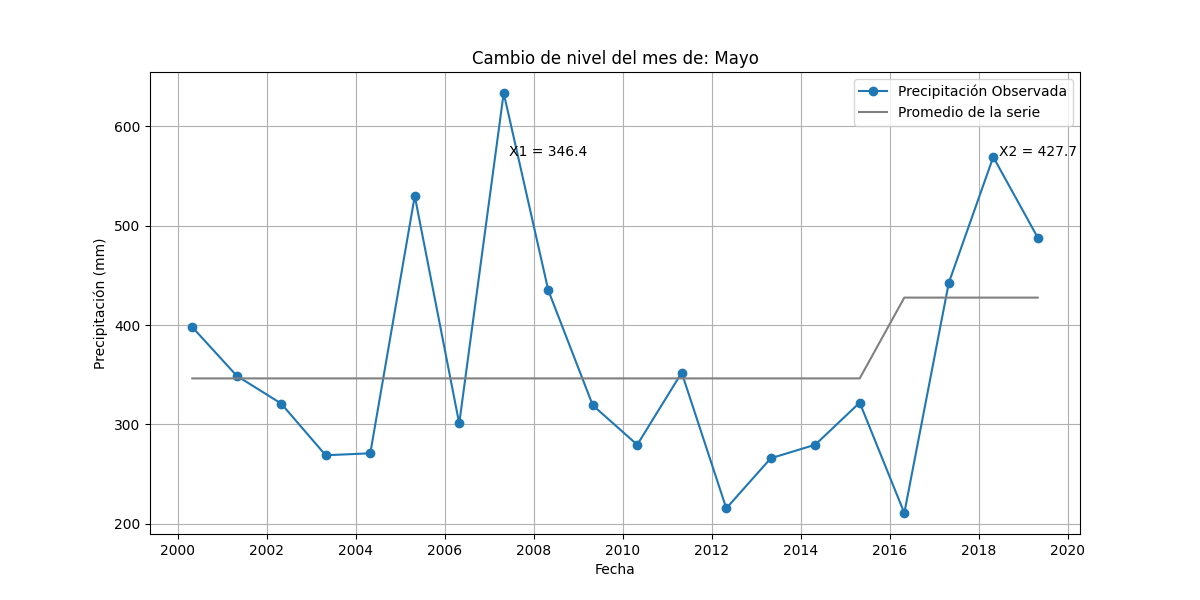 Cambio de nivel del mes de: Mayo
Precipitación Observada
Promedio de la serie
X1 = 346.4
X2 = 427.7
Precipitación (mm)
600
500
400
300
200
2000 2002 2004 2006 2008 2010 2012 2014 2016 2018 2020
Fecha